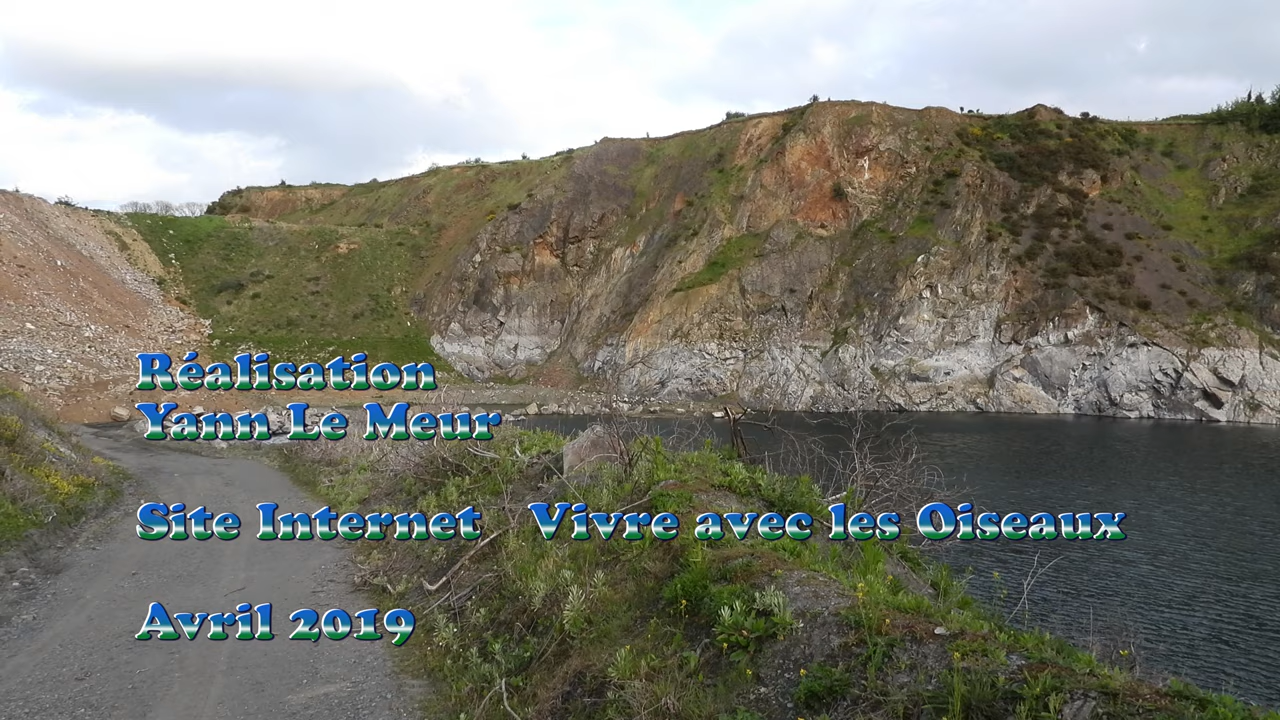 Réalisation
Yann Le Meur
Site Internet Vivre avec les Oiseaux
Avril 2019